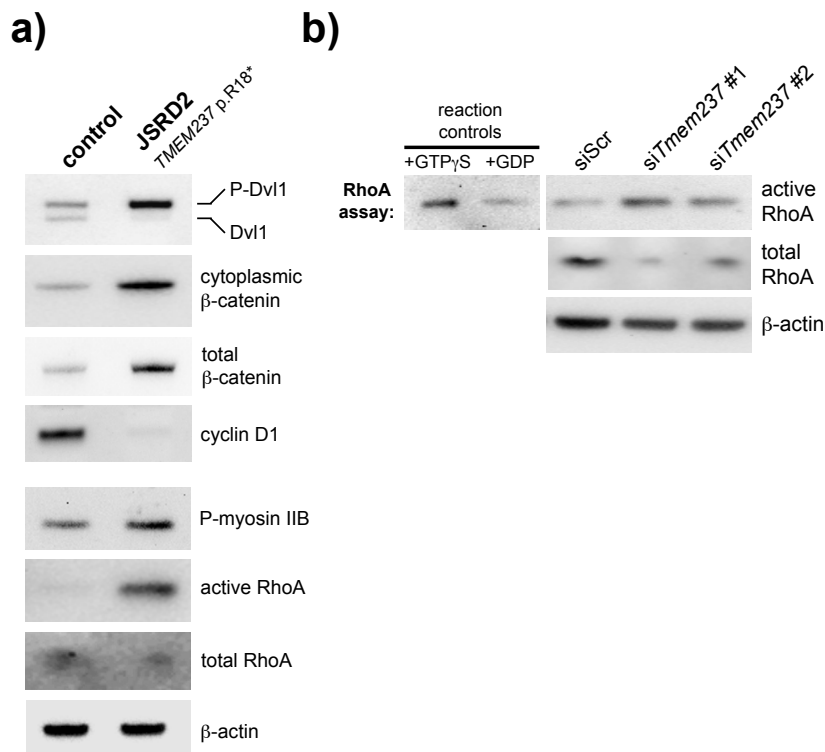 a)
control
JSRD2
TMEM237 p.R18*
P-Dvl1
Dvl1
cytoplasmic
β-catenin
total
β-catenin
cyclin D1
P-myosin IIB
active RhoA
total RhoA
β-actin
b)
reaction
controls
+GTPγS +GDP
siScr
siTmem237 #1
siTmem237 #2
RhoA
assay:
active
RhoA
total
RhoA
β-actin